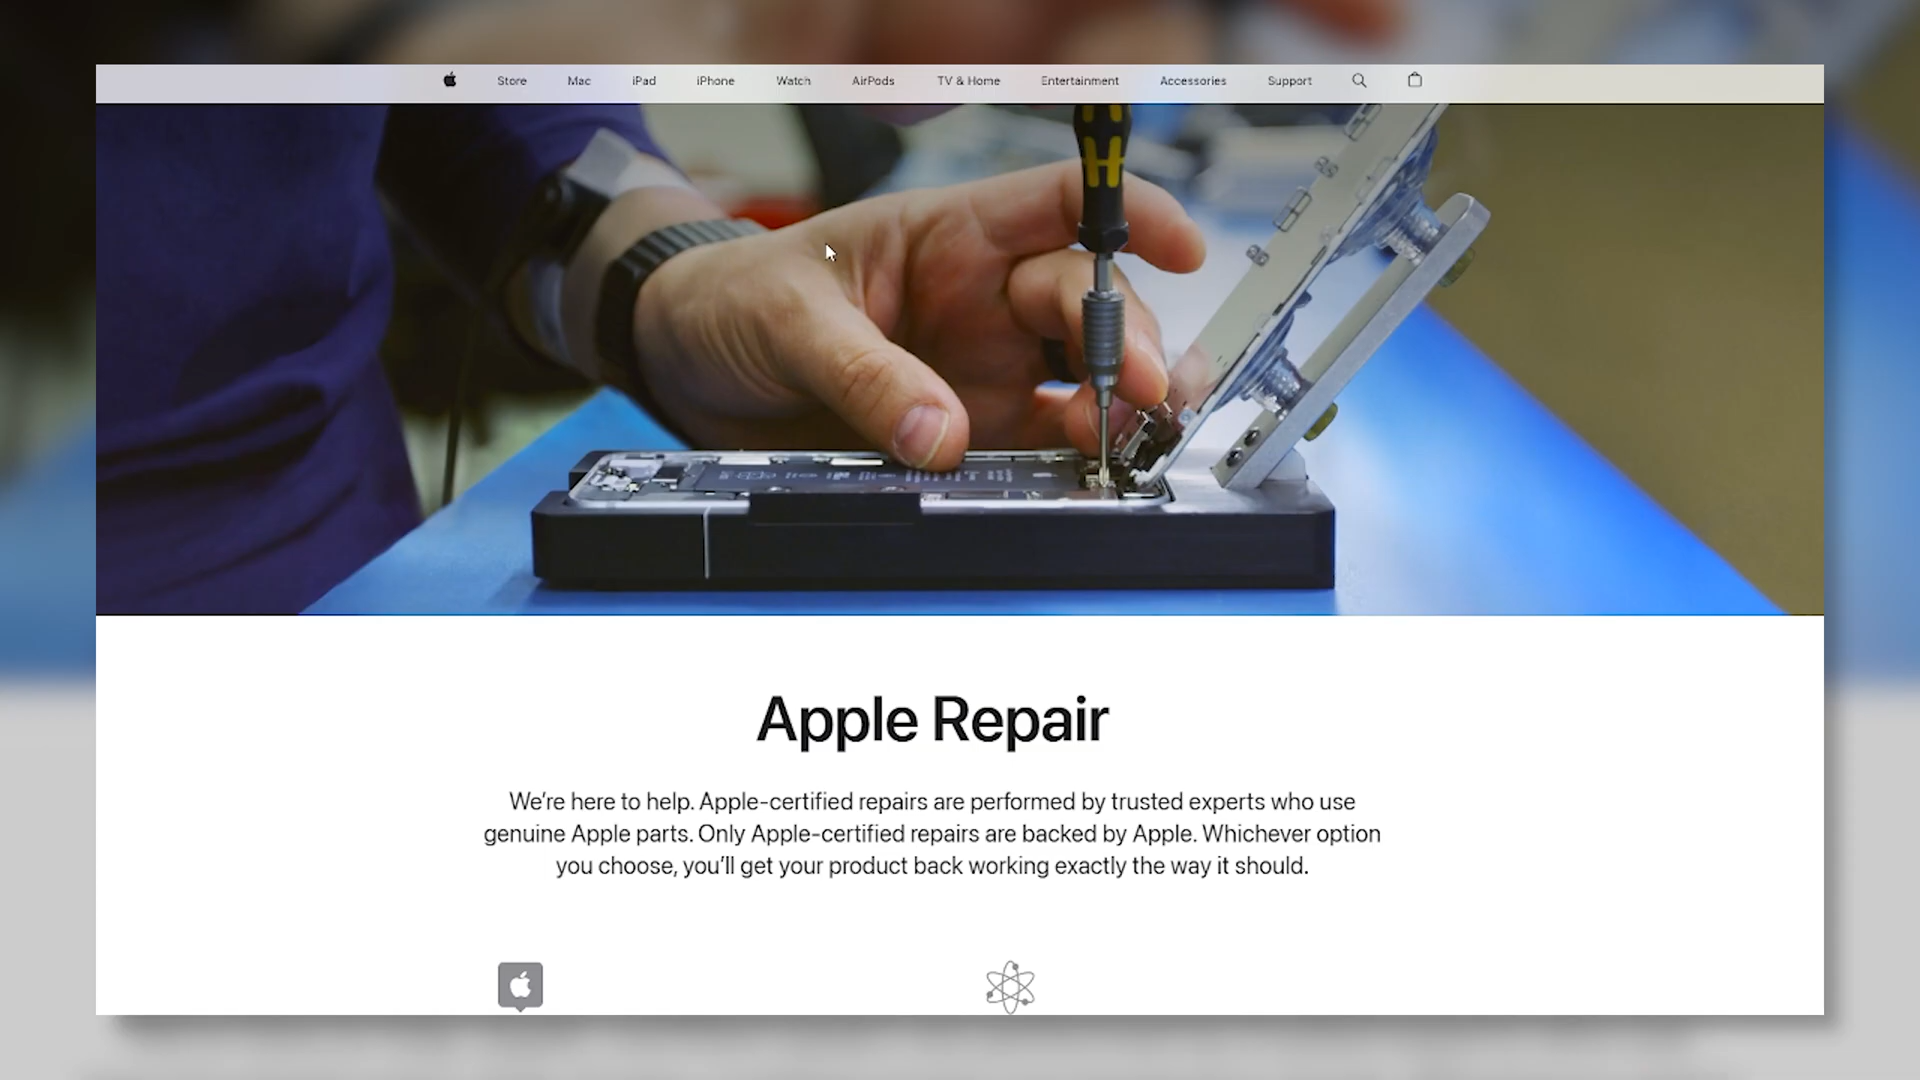 Store Mac iPad iPhone Watch AirPods TV & Home Entertainment Accessories Support
Apple Repair
We're here to help. Apple-certified repairs are performed by trusted experts who use
genuine Apple parts. Only Apple-certified repairs are backed by Apple. Whichever option
you choose, you'll get your product back working exactly the way it should.